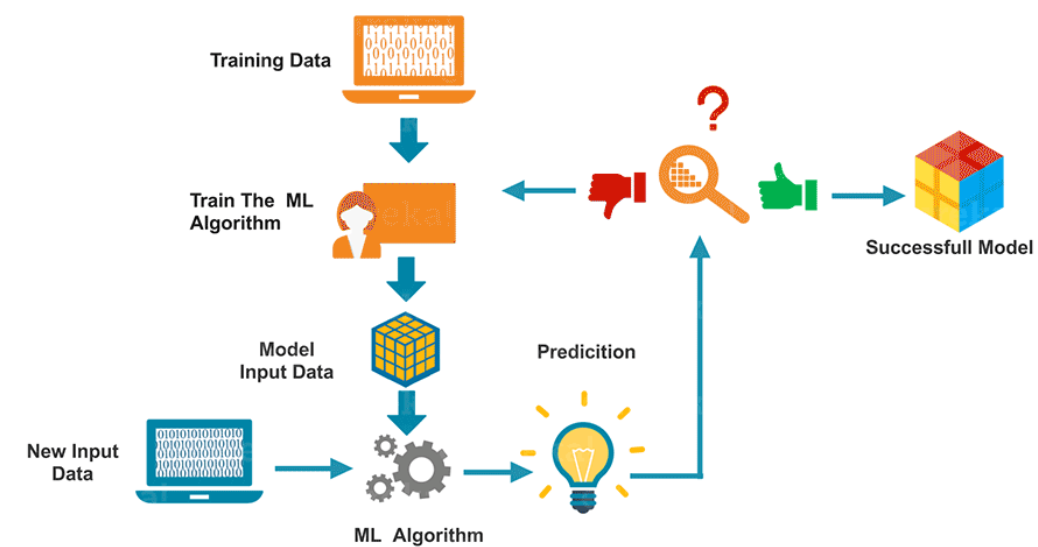 Training Data
?
Train The ML
Algorithm
Successfull Model
Model
Input Data
Predicition
New Input
Data
ML Algorithm